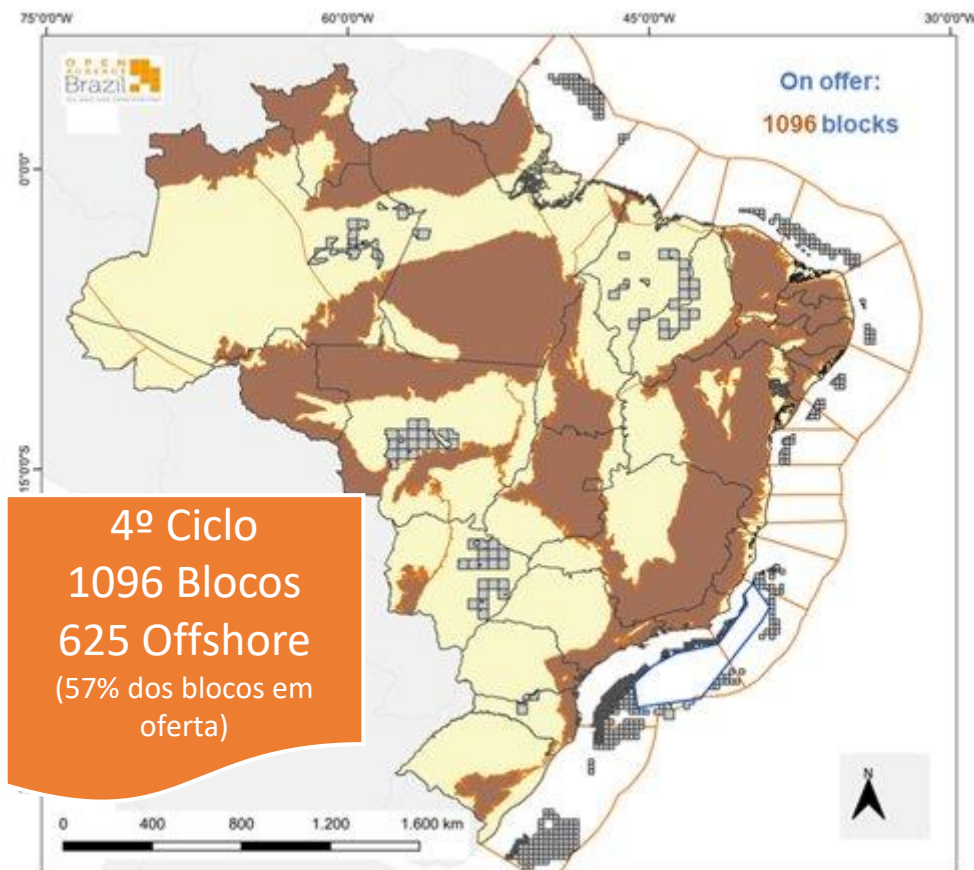 75°0'0"W
60°0'0"W
45°0'0"W
30°0'0"W
OPEN
ACREAGE
Brazil
On offer:
1096 blocks
0°0'0"
15°0'0"S
4º Ciclo
1096 Blocos
625 Offshore
(57% dos blocos em
oferta)
N
0 400 800 1.200 1.600 km